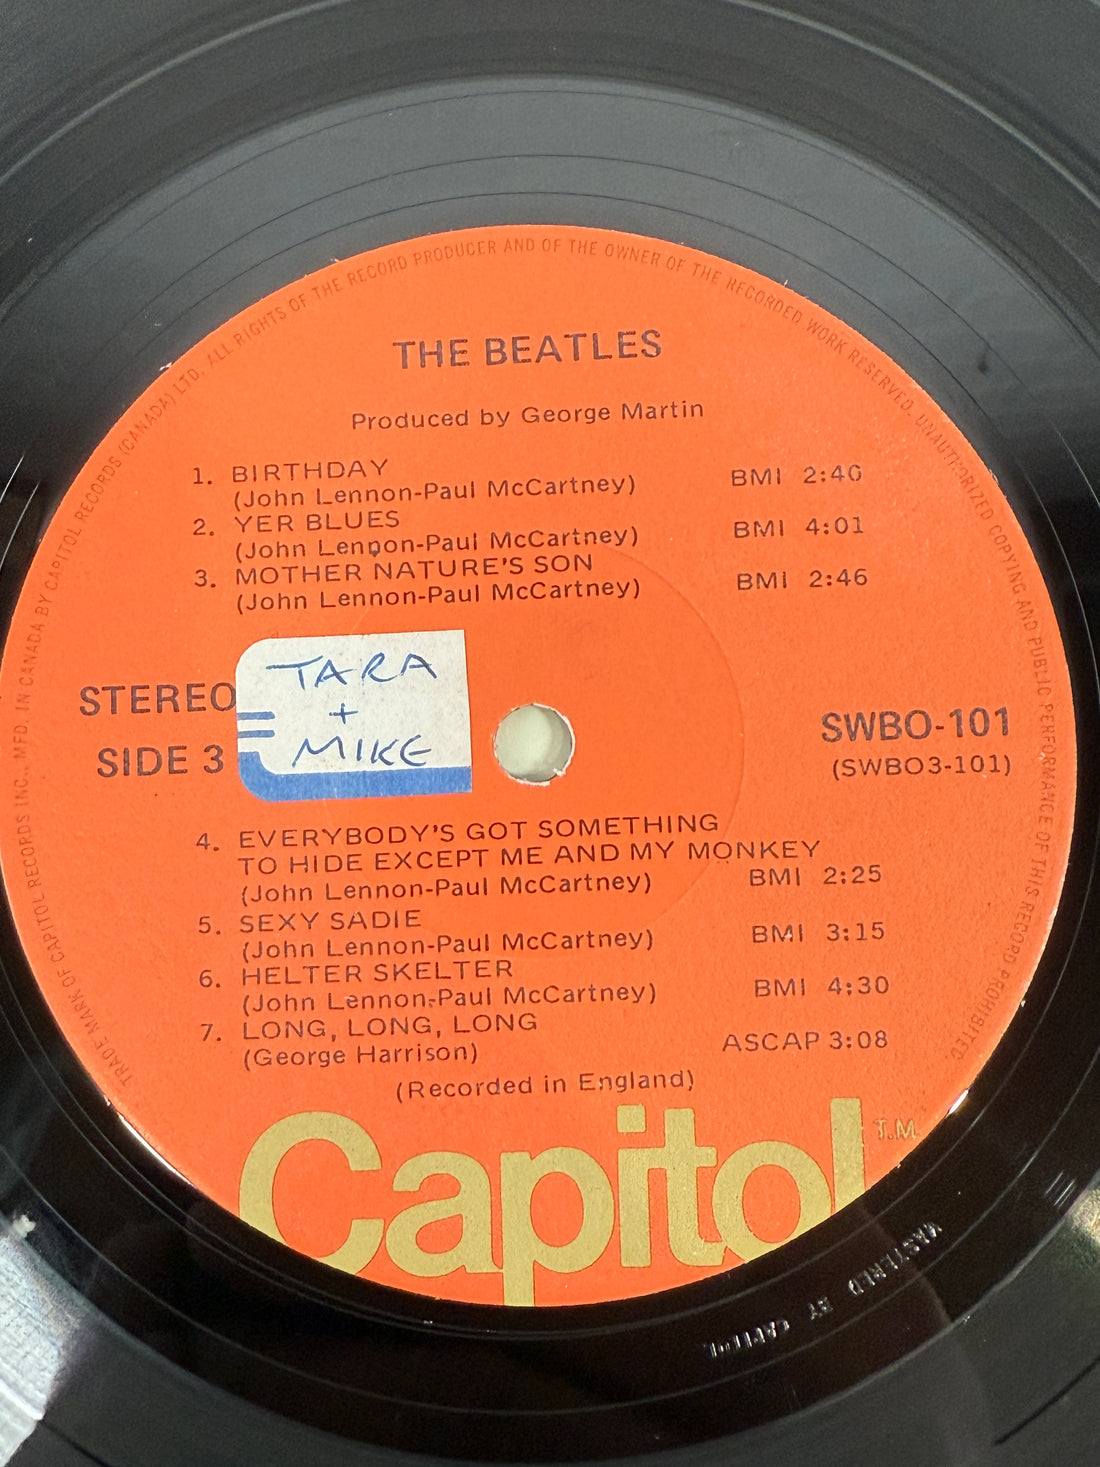 TRADE MARK OF CAPITOL RECORDS INC., MFD. IN CANADA BY CAPITOL RECORDS (CANADA) LTD. ALL RIGHTS OF THE RECORD PRODUCER AND OF THE OWNER OF THE RECORDED WORK RESERVED. UNAUTHORIZED COPYING AND PUBLIC PERFORMANCE OF THIS RECORD PROHIBITED.
THE BEATLES
Produced by George Martin
1. BIRTHDAY
(John Lennon-Paul McCartney) BMI 2:40
2. YER BLUES
(John Lennon-Paul McCartney) BMI 4:01
3. MOTHER NATURE'S SON
(John Lennon-Paul McCartney) BMI 2:46
STEREO
SIDE 3
TARA
+
MIKE
SWBO-101
(SWBO3-101)
4. EVERYBODY'S GOT SOMETHING
TO HIDE EXCEPT ME AND MY MONKEY
(John Lennon-Paul McCartney) BMI 2:25
5. SEXY SADIE
(John Lennon-Paul McCartney) BMI 3:15
6. HELTER SKELTER
(John Lennon-Paul McCartney) BMI 4:30
7. LONG, LONG, LONG
(George Harrison) ASCAP 3:08
(Recorded in England)
Capitol T.M.
MASTERED BY CAPITOL